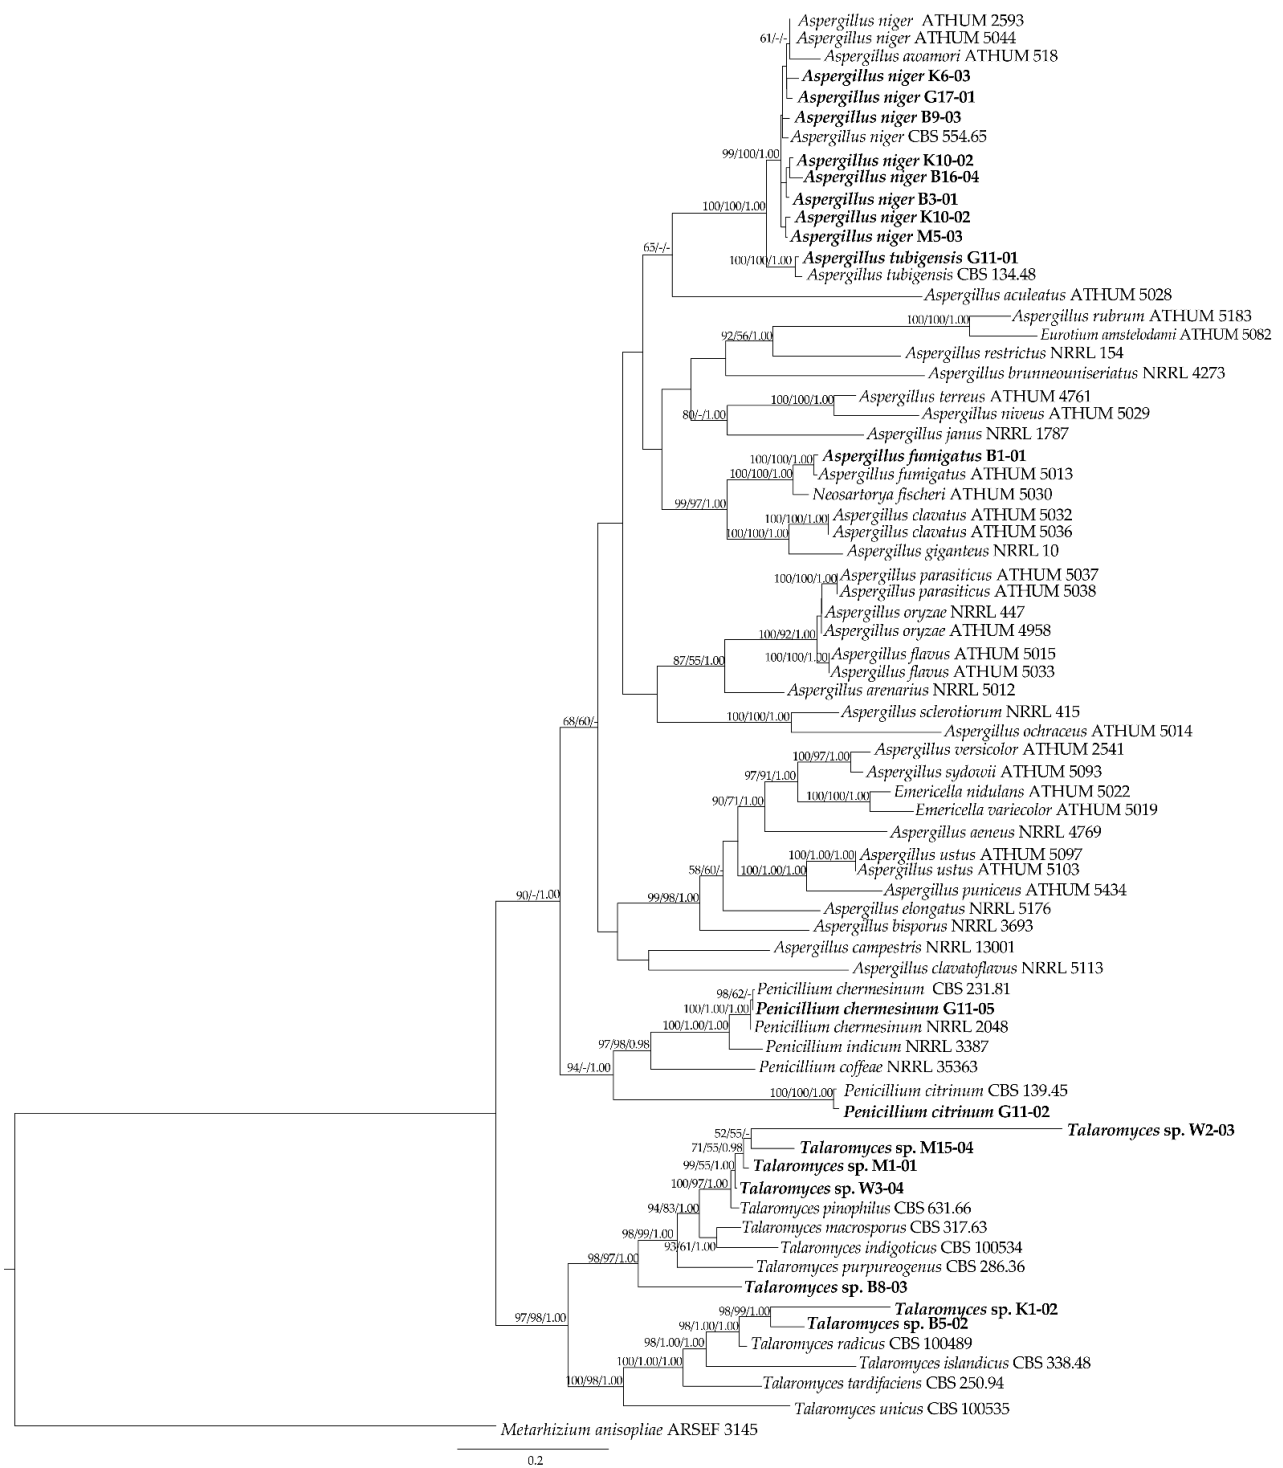 Aspergillus niger ATHUM 2593
61/-/-
Aspergillus niger ATHUM 5044
Aspergillus awamori ATHUM 518
Aspergillus niger K6-03
Aspergillus niger G17-01
Aspergillus niger B9-03
Aspergillus niger CBS 554.65
99/100/1.00
Aspergillus niger K10-02
Aspergillus niger B16-04
Aspergillus niger B3-01
100/100/1.00
Aspergillus niger K10-02
Aspergillus niger M5-03
65/-/-
Aspergillus tubigensis G11-01
100/100/1.00
Aspergillus tubigensis CBS 134.48
Aspergillus aculeatus ATHUM 5028
Aspergillus rubrum ATHUM 5183
100/100/1.00
Eurotium amstelodami ATHUM 5082
92/56/1.00
Aspergillus restrictus NRRL 154
Aspergillus brunneouniseriatus NRRL 4273
Aspergillus terreus ATHUM 4761
100/100/1.00
Aspergillus niveus ATHUM 5029
80/-/1.00
Aspergillus janus NRRL 1787
Aspergillus fumigatus B1-01
100/100/1.00
Aspergillus fumigatus ATHUM 5013
100/100/1.00
Neosartorya fischeri ATHUM 5030
99/97/1.00
Aspergillus clavatus ATHUM 5032
100/100/1.00
Aspergillus clavatus ATHUM 5036
100/100/1.00
Aspergillus giganteus NRRL 10
Aspergillus parasiticus ATHUM 5037
100/100/1.00
Aspergillus parasiticus ATHUM 5038
Aspergillus oryzae NRRL 447
Aspergillus oryzae ATHUM 4958
100/92/1.00
Aspergillus flavus ATHUM 5015
100/100/1.00
87/55/1.00
Aspergillus flavus ATHUM 5033
Aspergillus arenarius NRRL 5012
Aspergillus sclerotiorum NRRL 415
100/100/1.00
68/60/-
Aspergillus ochraceus ATHUM 5014
Aspergillus versicolor ATHUM 2541
100/97/1.00
Aspergillus sydowii ATHUM 5093
97/91/1.00
Emericella nidulans ATHUM 5022
100/100/1.00
90/71/1.00
Emericella variecolor ATHUM 5019
Aspergillus aeneus NRRL 4769
Aspergillus ustus ATHUM 5097
100/1.00/1.00
Aspergillus ustus ATHUM 5103
58/60/-
100/1.00/1.00
Aspergillus puniceus ATHUM 5434
90/-/1.00
99/98/1.00
Aspergillus elongatus NRRL 5176
Aspergillus bisporus NRRL 3693
Aspergillus campestris NRRL 13001
Aspergillus clavatoflavus NRRL 5113
Penicillium chermesinum CBS 231.81
98/62/-
Penicillium chermesinum G11-05
100/1.00/1.00
Penicillium chermesinum NRRL 2048
100/1.00/1.00
Penicillium indicum NRRL 3387
97/98/0.98
Penicillium coffeae NRRL 35363
94/-/1.00
Penicillium citrinum CBS 139.45
100/100/1.00
Penicillium citrinum G11-02
Talaromyces sp. W2-03
52/55/-
Talaromyces sp. M15-04
71/55/0.98
Talaromyces sp. M1-01
99/55/1.00
Talaromyces sp. W3-04
100/97/1.00
Talaromyces pinophilus CBS 631.66
94/83/1.00
Talaromyces macrosporus CBS 317.63
98/99/1.00
Talaromyces indigoticus CBS 100534
93/61/1.00
98/97/1.00
Talaromyces purpureogenus CBS 286.36
Talaromyces sp. B8-03
Talaromyces sp. K1-02
98/99/1.00
97/98/1.00
Talaromyces sp. B5-02
98/1.00/1.00
Talaromyces radicus CBS 100489
98/1.00/1.00
Talaromyces islandicus CBS 338.48
100/1.00/1.00
Talaromyces tardifaciens CBS 250.94
100/98/1.00
Talaromyces unicus CBS 100535
Metarhizium anisopliae ARSEF 3145
0.2